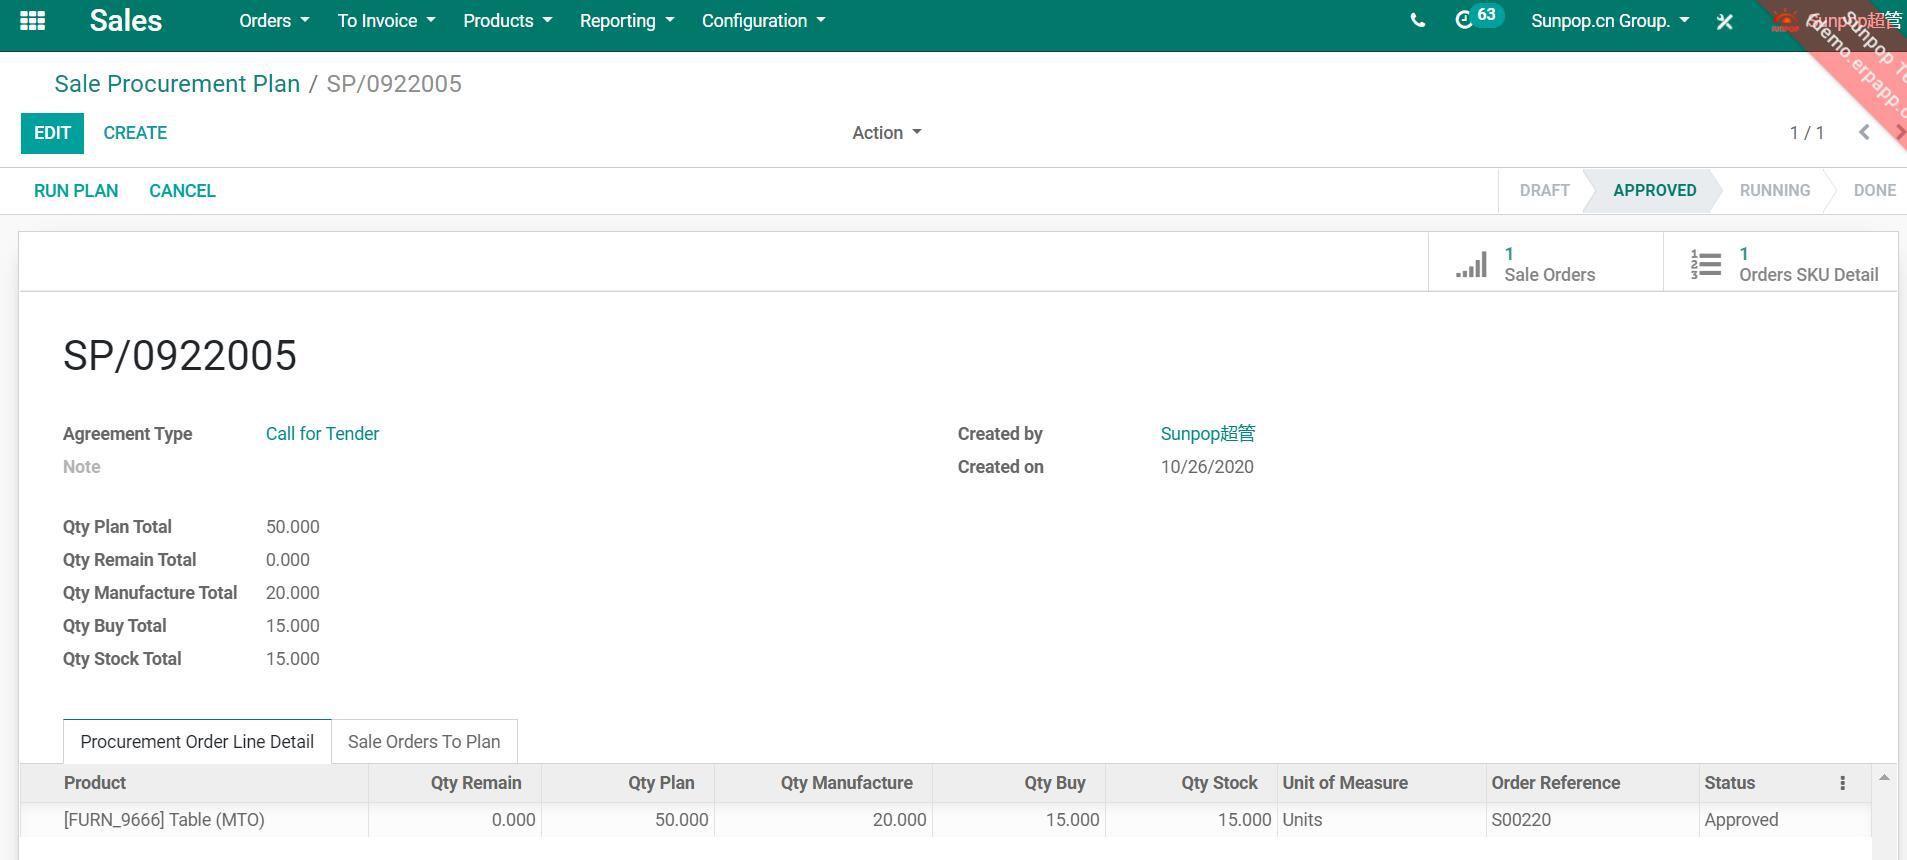 Sales Orders To Invoice Products Reporting Configuration 63 Sunpop.cn Group. Sunpop超管
Sunpop
demo.erpapp.c
Sale Procurement Plan / SP/0922005
EDIT CREATE Action 1 / 1
RUN PLAN CANCEL DRAFT APPROVED RUNNING DONE
1
Sale Orders
1
Orders SKU Detail
SP/0922005
Agreement Type Call for Tender Created by Sunpop超管
Note Created on 10/26/2020
Qty Plan Total 50.000
Qty Remain Total 0.000
Qty Manufacture Total 20.000
Qty Buy Total 15.000
Qty Stock Total 15.000
Procurement Order Line Detail Sale Orders To Plan
Product Qty Remain Qty Plan Qty Manufacture Qty Buy Qty Stock Unit of Measure Order Reference Status
[FURN_9666] Table (MTO) 0.000 50.000 20.000 15.000 15.000 Units S00220 Approved